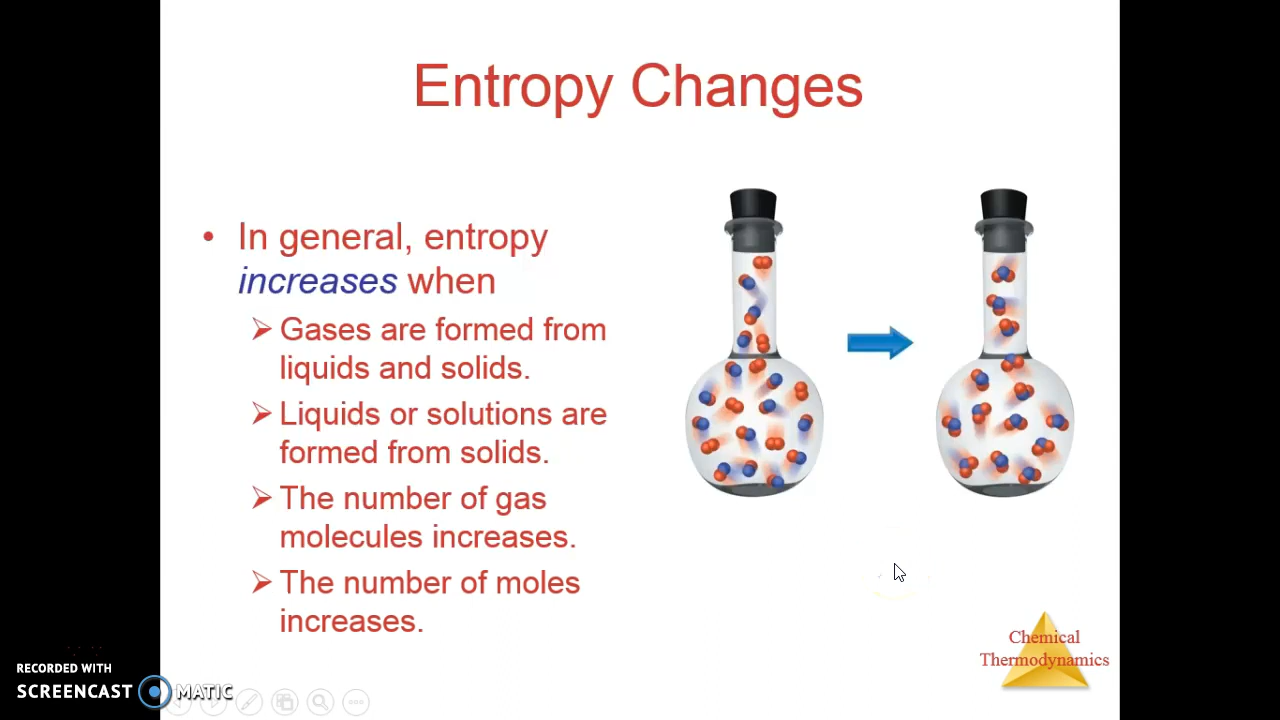 Entropy Changes
• In general, entropy
increases when
➢ Gases are formed from
liquids and solids.
➢ Liquids or solutions are
formed from solids.
➢ The number of gas
molecules increases.
➢ The number of moles
increases.
Chemical
Thermodynamics
RECORDED WITH
SCREENCAST MATIC